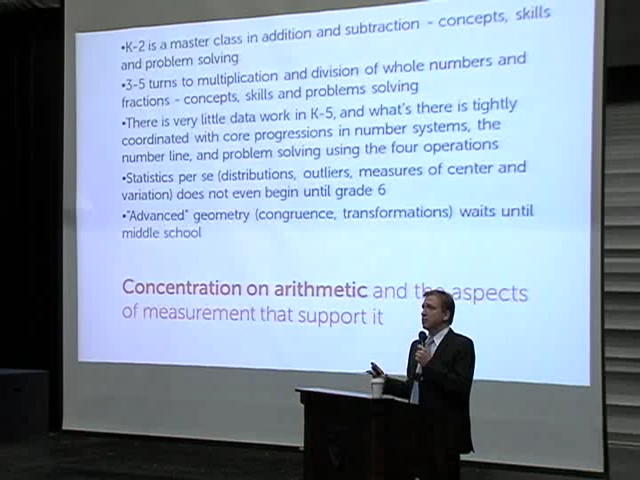 •K-2 is a master class in addition and subtraction - concepts, skills
and problem solving
•3-5 turns to multiplication and division of whole numbers and
fractions - concepts, skills and problems solving
•There is very little data work in K-5, and what's there is tightly
coordinated with core progressions in number systems, the
number line, and problem solving using the four operations
•Statistics per se (distributions, outliers, measures of center and
variation) does not even begin until grade 6
•"Advanced" geometry (congruence, transformations) waits until
middle school
Concentration on arithmetic and the aspects
of measurement that support it